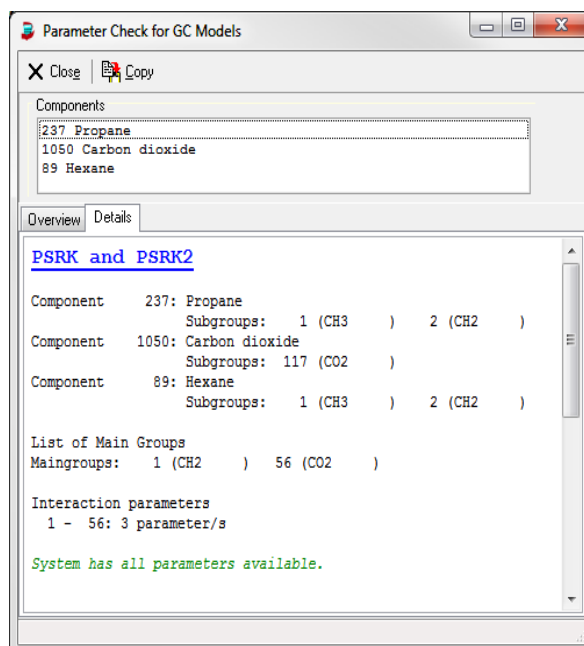 Parameter Check for GC Models
X Close Copy
Components
237 Propane
1050 Carbon dioxide
89 Hexane
Overview Details
PSRK and PSRK2
Component 237: Propane
Subgroups: 1 (CH3 ) 2 (CH2 )
Component 1050: Carbon dioxide
Subgroups: 117 (CO2 )
Component 89: Hexane
Subgroups: 1 (CH3 ) 2 (CH2 )
List of Main Groups
Maingroups: 1 (CH2 ) 56 (CO2 )
Interaction parameters
1 - 56: 3 parameter/s
System has all parameters available.